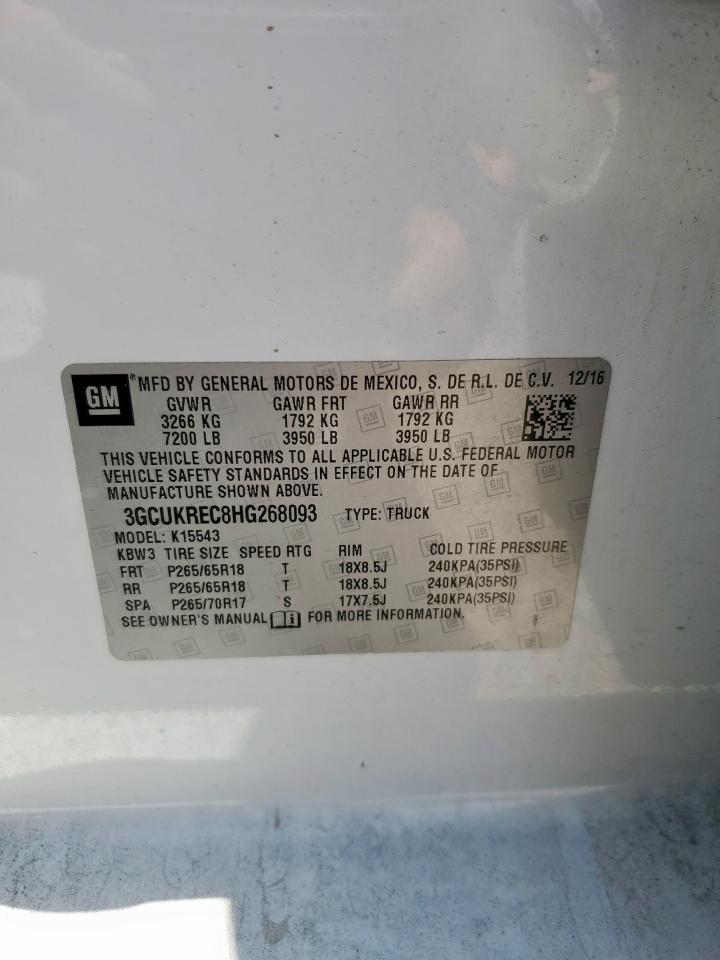 GM ® MFD BY GENERAL MOTORS DE MEXICO, S. DE R.L. DE C.V. 12/16
GVWR GAWR FRT GAWR RR
3266 KG 1792 KG 1792 KG
7200 LB 3950 LB 3950 LB
THIS VEHICLE CONFORMS TO ALL APPLICABLE U.S. FEDERAL MOTOR
VEHICLE SAFETY STANDARDS IN EFFECT ON THE DATE OF
MANUFACTURE SHOWN ABOVE.
3GCUKREC8HG268093 TYPE: TRUCK
MODEL: K15543
KBW3 TIRE SIZE SPEED RTG RIM COLD TIRE PRESSURE
FRT P265/65R18 T 18X8.5J 240KPA(35PSI)
RR P265/65R18 T 18X8.5J 240KPA(35PSI)
SPA P265/70R17 S 17X7.5J 240KPA(35PSI)
SEE OWNER'S MANUAL i FOR MORE INFORMATION.